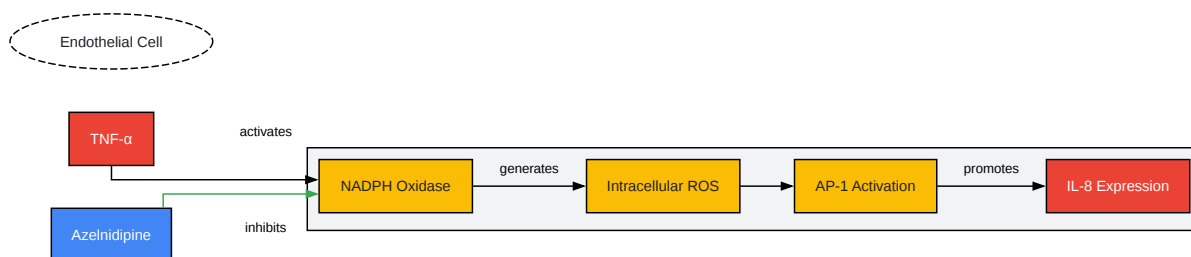 Endothelial Cell
TNF-α
activates
NADPH Oxidase
generates
Intracellular ROS
AP-1 Activation
promotes
IL-8 Expression
Azelnidipine
inhibits